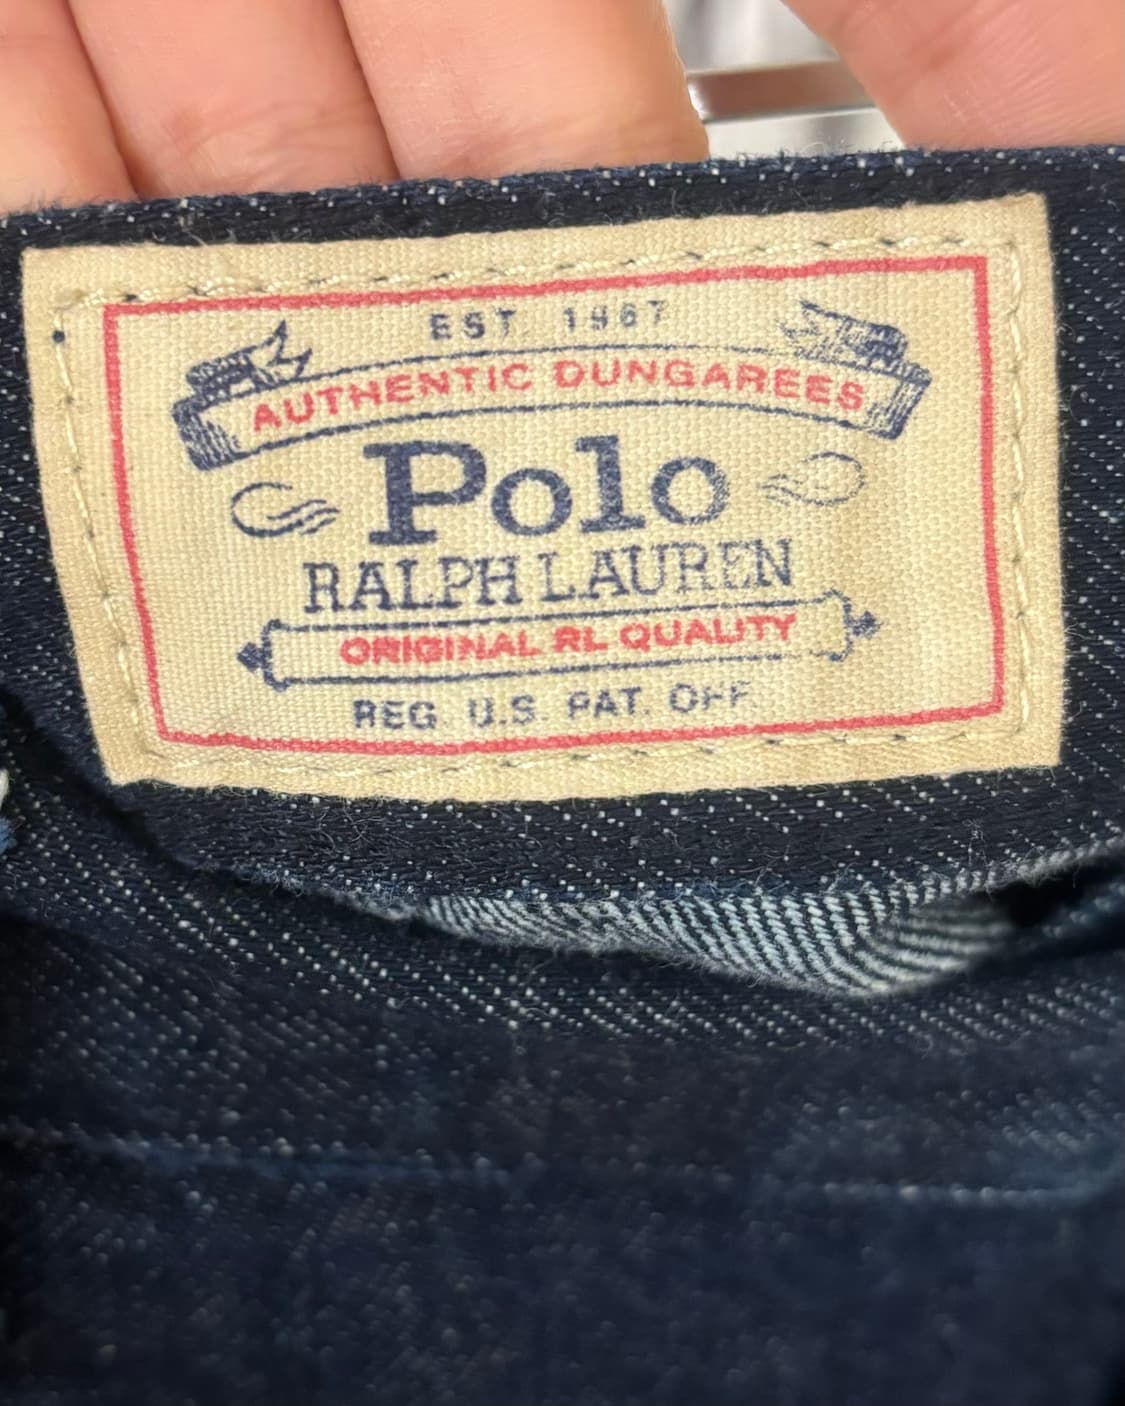 EST. 1967
AUTHENTIC DUNGAREES
Polo
RALPH LAUREN
ORIGINAL RL QUALITY
REG. U.S. PAT. OFF.